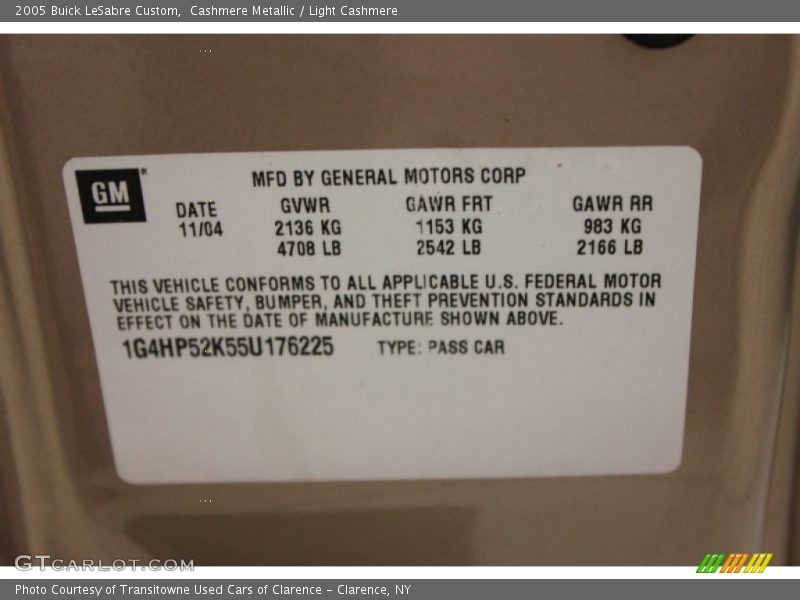 2005 Buick LeSabre Custom,  Cashmere Metallic / Light Cashmere
GM
MFD BY GENERAL MOTORS CORP
DATE GVWR GAWR FRT GAWR RR
11/04 2136 KG 1153 KG 983 KG
4708 LB 2542 LB 2166 LB
THIS VEHICLE CONFORMS TO ALL APPLICABLE U.S. FEDERAL MOTOR
VEHICLE SAFETY, BUMPER, AND THEFT PREVENTION STANDARDS IN
EFFECT ON THE DATE OF MANUFACTURE SHOWN ABOVE.
1G4HP52K55U176225 TYPE: PASS CAR
GTCARLOT.COM
Photo Courtesy of Transitowne Used Cars of Clarence - Clarence, NY